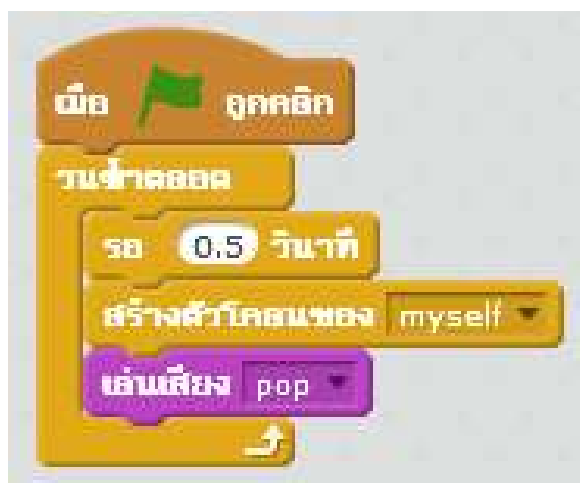 เมื่อ ถูกคลิก
วนซ้ำตลอด
รอ 0.5 วินาที
สร้างตัวโคลนของ myself
เล่นเสียง pop